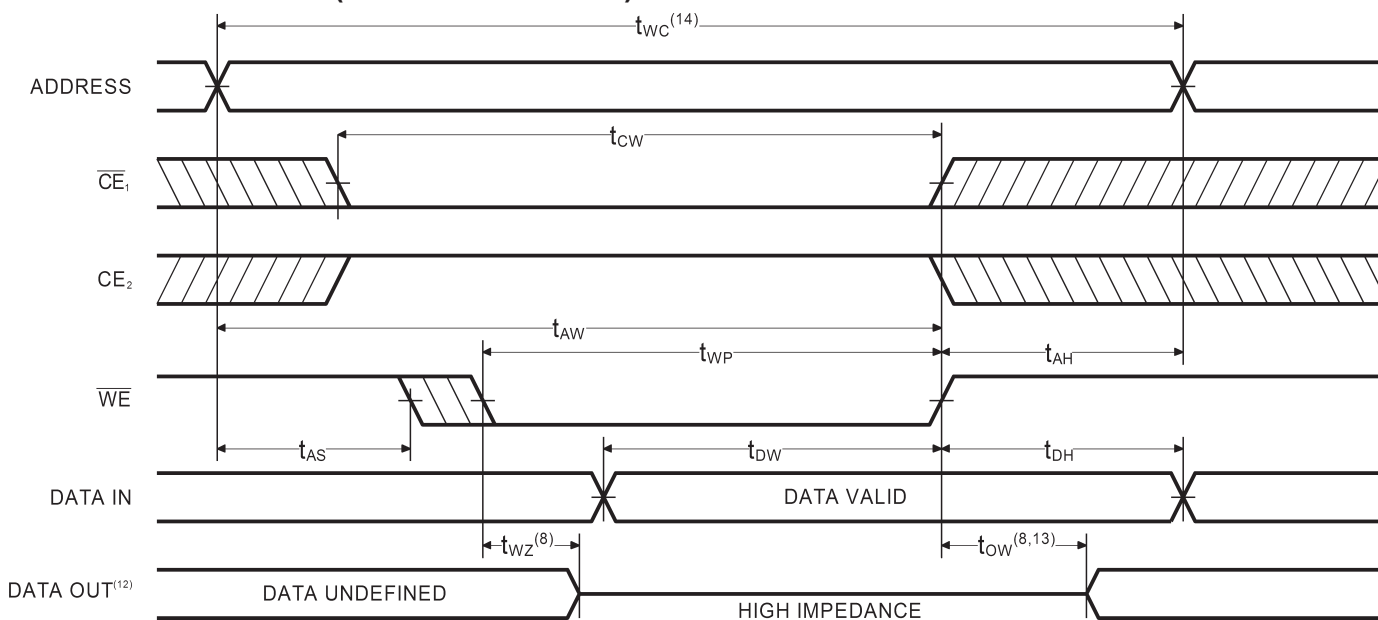 tWC(14)
ADDRESS
tCW
CE1
CE2
tAW
tWP
tAH
WE
tAS
tDW
tDH
DATA IN
DATA VALID
tWZ(8)
tOW(8,13)
DATA OUT(12)
DATA UNDEFINED
HIGH IMPEDANCE